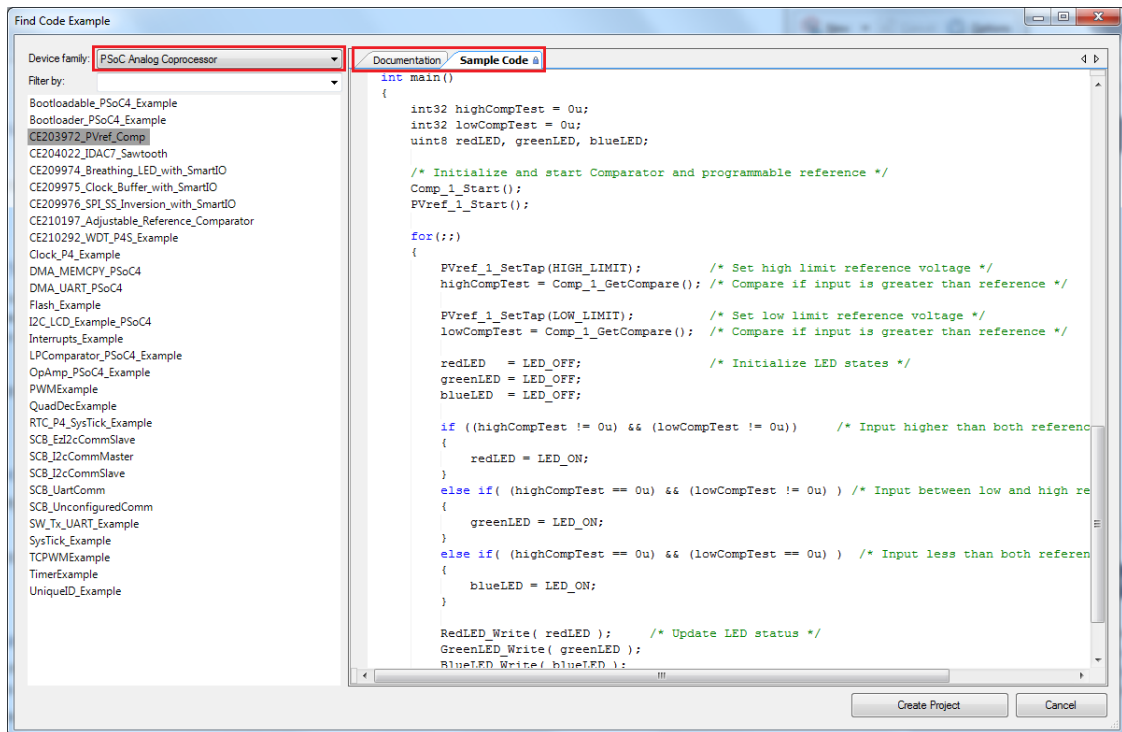 Find Code Example
Device family: PSoC Analog Coprocessor
Filter by:
Bootloadable_PSoC4_Example
Bootloader_PSoC4_Example
CE203972_PVref_Comp
CE204022_IDAC7_Sawtooth
CE209974_Breathing_LED_with_SmartIO
CE209975_Clock_Buffer_with_SmartIO
CE209976_SPI_SS_Inversion_with_SmartIO
CE210197_Adjustable_Reference_Comparator
CE210292_WDT_P4S_Example
Clock_P4_Example
DMA_MEMCPY_PSoC4
DMA_UART_PSoC4
Flash_Example
I2C_LCD_Example_PSoC4
Interrupts_Example
LPComparator_PSoC4_Example
OpAmp_PSoC4_Example
PWMExample
QuadDecExample
RTC_P4_SysTick_Example
SCB_EzI2cCommSlave
SCB_I2cCommMaster
SCB_I2cCommSlave
SCB_UartComm
SCB_UnconfiguredComm
SW_Tx_UART_Example
SysTick_Example
TCPWMExample
TimerExample
UniqueID_Example
Documentation Sample Code
int main()
{
int32 highCompTest = 0u;
int32 lowCompTest = 0u;
uint8 redLED, greenLED, blueLED;
/* Initialize and start Comparator and programmable reference */
Comp_1_Start();
PVref_1_Start();
for(;;)
{
PVref_1_SetTap(HIGH_LIMIT); /* Set high limit reference voltage */
highCompTest = Comp_1_GetCompare(); /* Compare if input is greater than reference */
PVref_1_SetTap(LOW_LIMIT); /* Set low limit reference voltage */
lowCompTest = Comp_1_GetCompare(); /* Compare if input is greater than reference */
redLED = LED_OFF; /* Initialize LED states */
greenLED = LED_OFF;
blueLED = LED_OFF;
if ((highCompTest != 0u) && (lowCompTest != 0u)) /* Input higher than both referenc
{
redLED = LED_ON;
}
else if( (highCompTest == 0u) && (lowCompTest != 0u) ) /* Input between low and high re
{
greenLED = LED_ON;
}
else if( (highCompTest == 0u) && (lowCompTest == 0u) ) /* Input less than both referen
{
blueLED = LED_ON;
}
RedLED_Write( redLED ); /* Update LED status */
GreenLED_Write( greenLED );
BlueLED_Write( blueLED );
Create Project Cancel